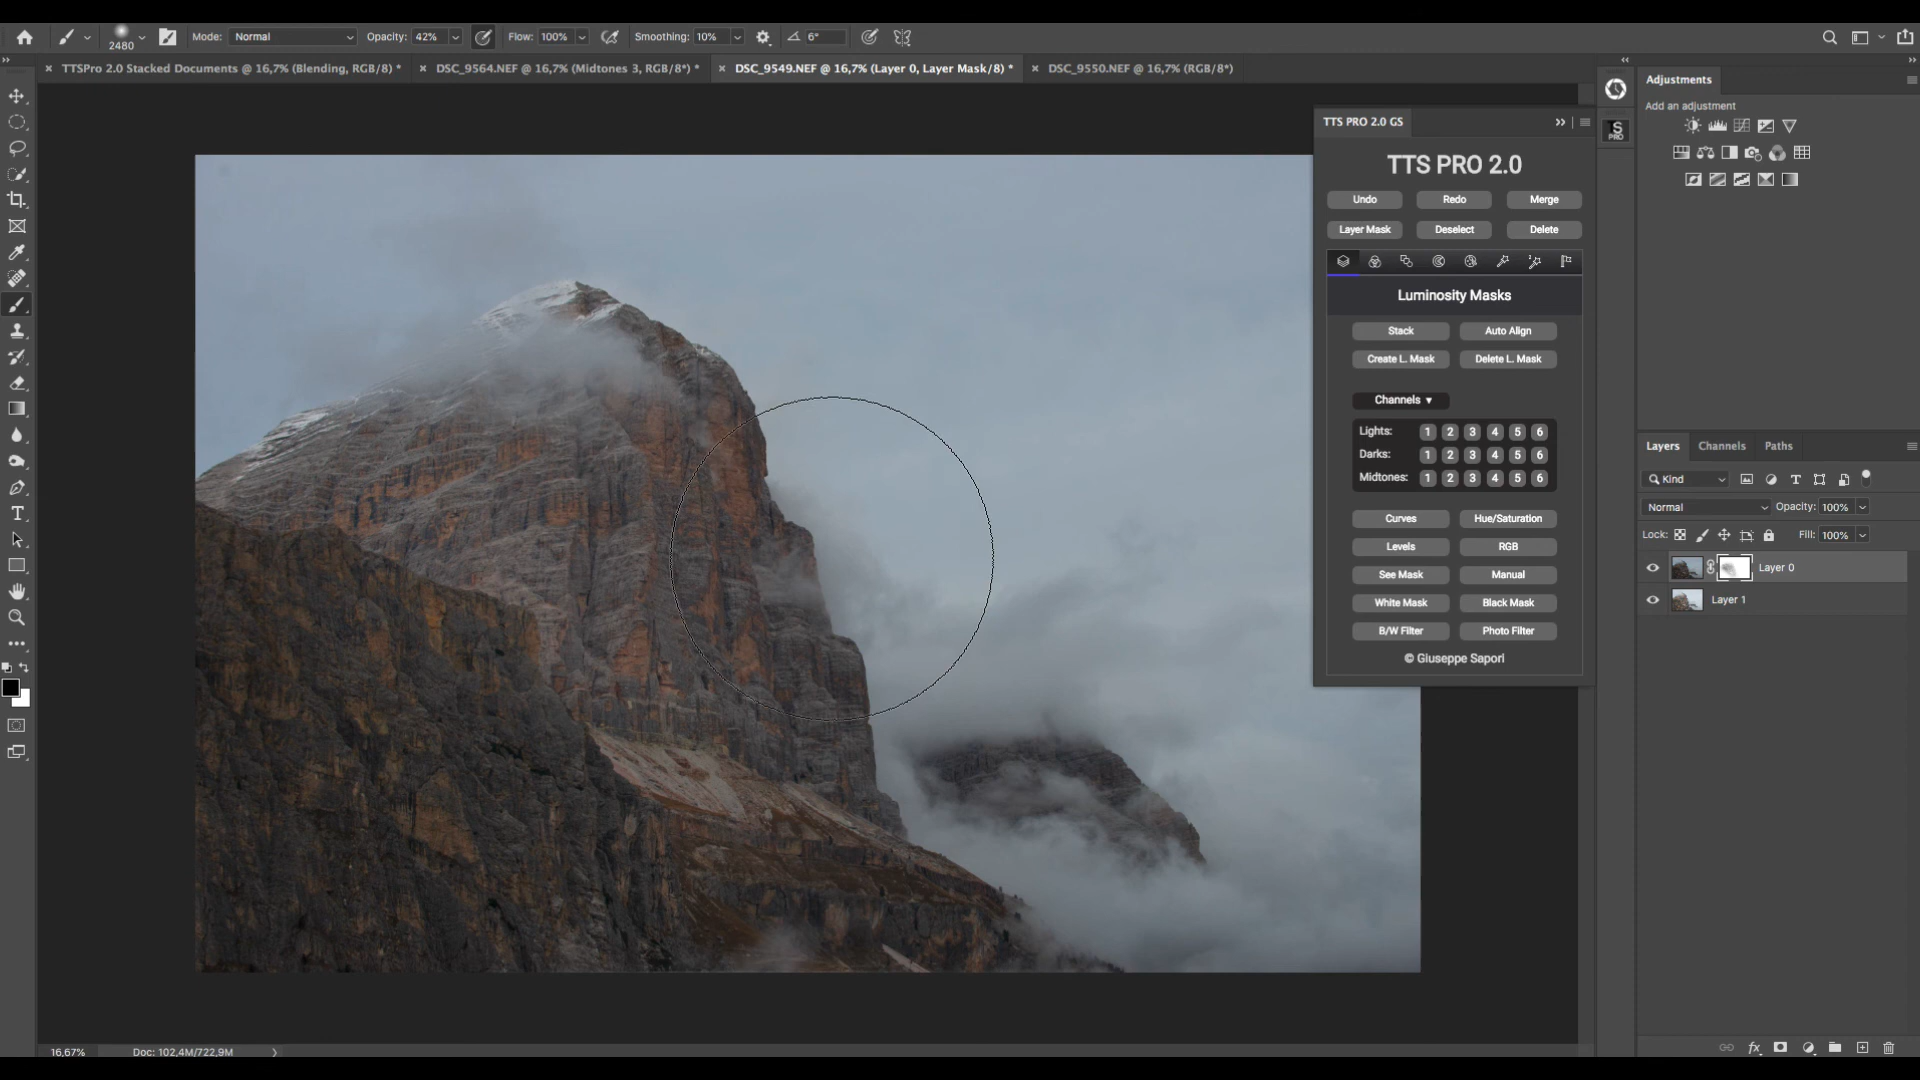 2480 Mode: Normal Opacity: 42% Flow: 100% Smoothing: 10% 6°
TTSPro 2.0 Stacked Documents @ 16,7% (Blending, RGB/8) * DSC_9564.NEF @ 16,7% (Midtones 3, RGB/8*) * DSC_9549.NEF @ 16,7% (Layer 0, Layer Mask/8) * DSC_9550.NEF @ 16,7% (RGB/8*)
TTS PRO 2.0 GS
TTS PRO 2.0
Undo Redo Merge
Layer Mask Deselect Delete
Luminosity Masks
Stack Auto Align
Create L. Mask Delete L. Mask
Channels ▾
Lights: 1 2 3 4 5 6
Darks: 1 2 3 4 5 6
Midtones: 1 2 3 4 5 6
Curves Hue/Saturation
Levels RGB
See Mask Manual
White Mask Black Mask
B/W Filter Photo Filter
© Giuseppe Sapori
S
PRO
Adjustments
Add an adjustment
Layers Channels Paths
Kind
Normal Opacity: 100%
Lock: Fill: 100%
Layer 0
Layer 1
fx
16,67% Doc: 102,4M/722,9M